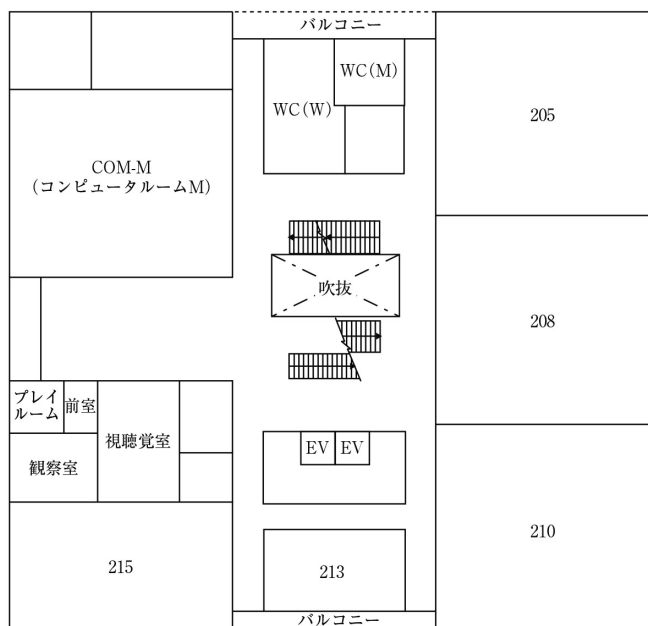 バルコニー
WC(M)
WC(W)
205
COM-M
(コンピュータルームM)
吹抜
208
プレイ
ルーム
前室
視聴覚室
観察室
EV
EV
210
215
213
バルコニー